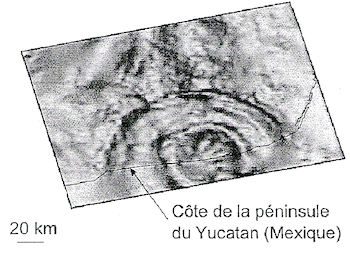 Côte de la péninsule
du Yucatan (Mexique)
20 km